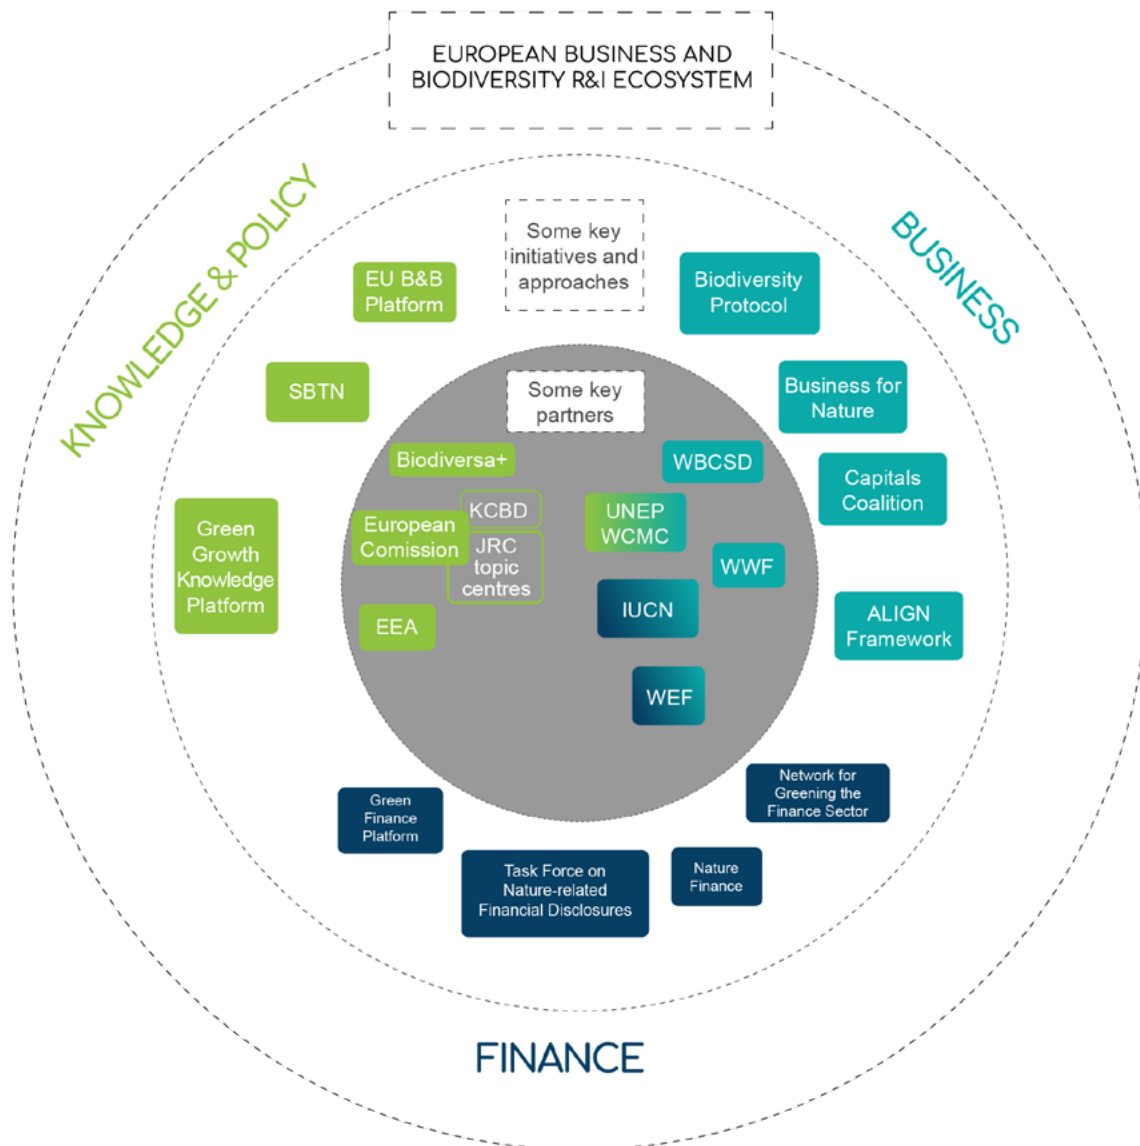 EUROPEAN BUSINESS AND
BIODIVERSITY R&I ECOSYSTEM
KNOWLEDGE & POLICY
BUSINESS
Some key
initiatives and
approaches
EU B&B
Platform
Biodiversity
Protocol
SBTN
Some key
partners
Business for
Nature
Biodiversa+
WBCSD
Capitals
Coalition
KCBD
European
Comission
JRC
topic
centres
UNEP
WCMC
Green
Growth
Knowledge
Platform
WWF
IUCN
EEA
ALIGN
Framework
WEF
Network for
Greening the
Finance Sector
Green
Finance
Platform
Task Force on
Nature-related
Financial Disclosures
Nature
Finance
FINANCE